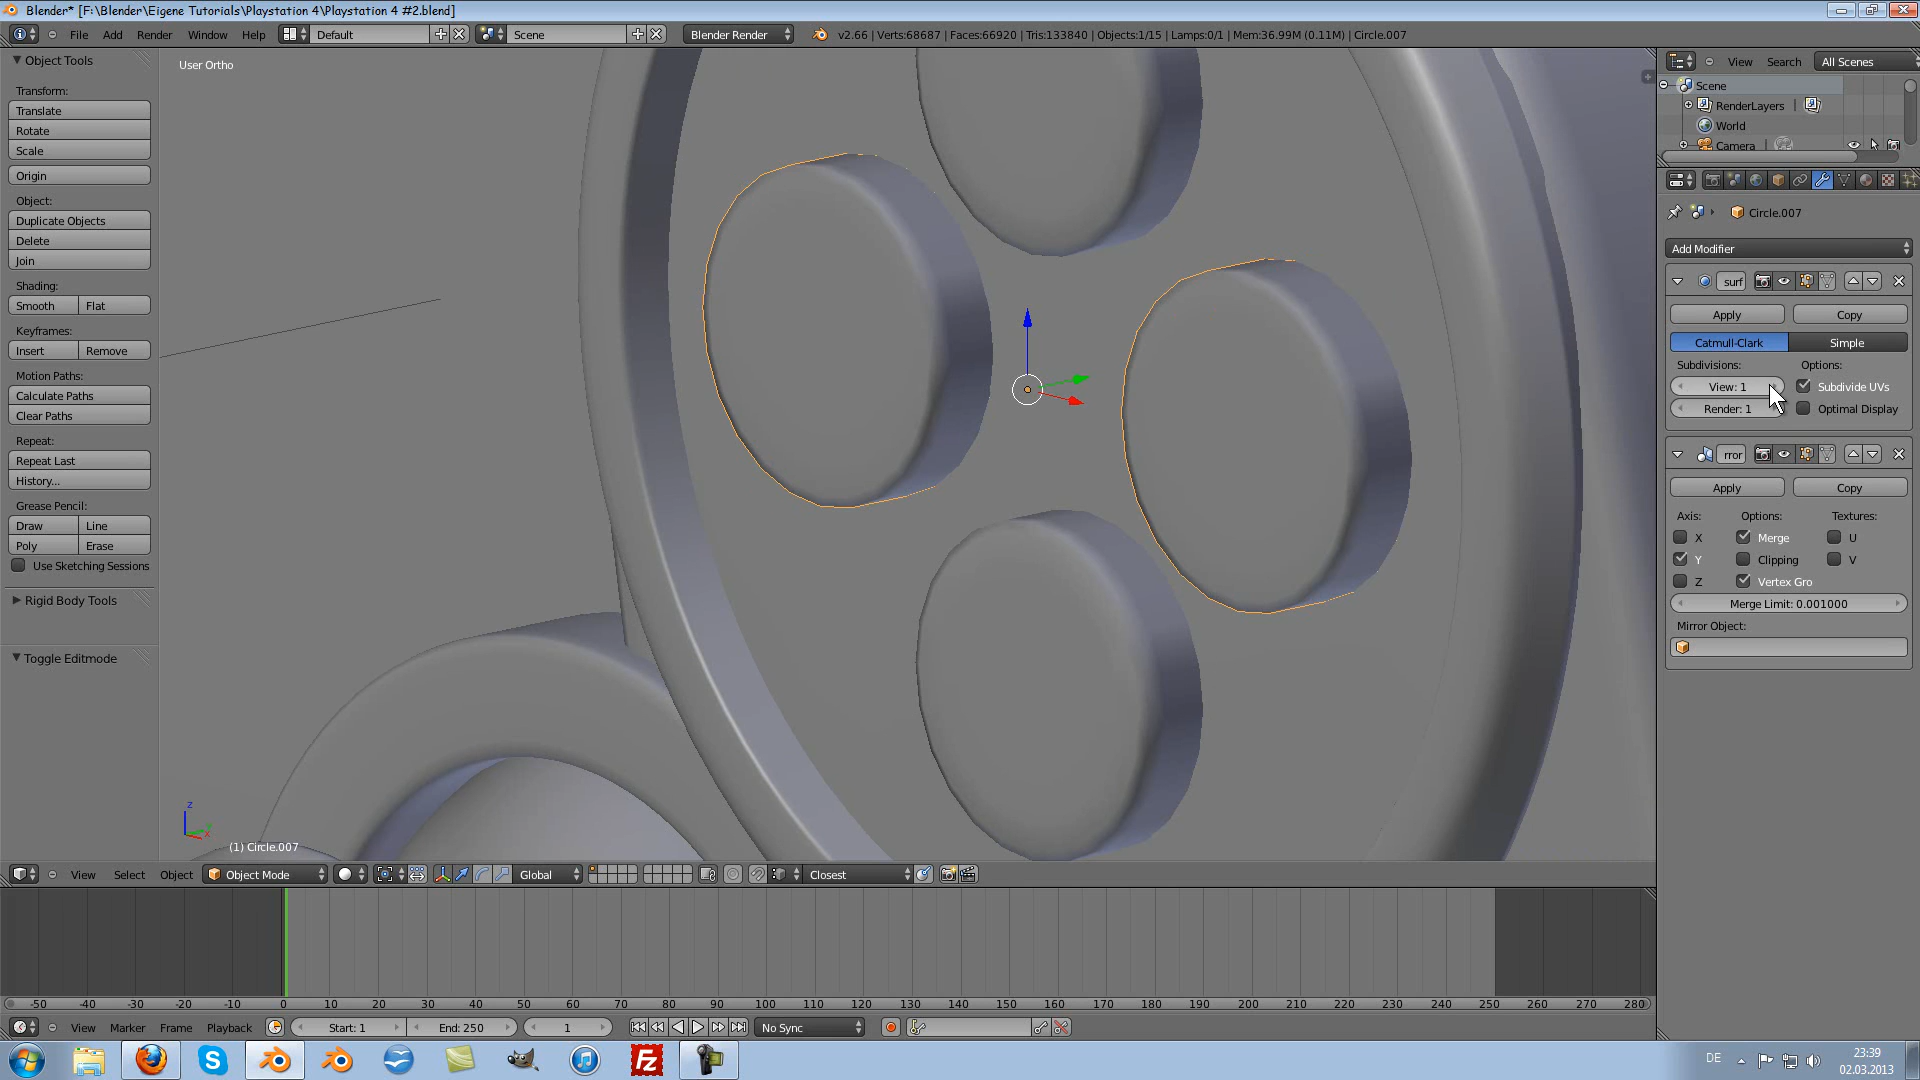 Blender* [F:\Blender\Eigene Tutorials\Playstation 4\Playstation 4 #2.blend]
File Add Render Window Help Default Scene Blender Render v2.66 | Verts:68687 | Faces:66920 | Tris:133840 | Objects:1/15 | Lamps:0/1 | Mem:36.99M (0.11M) | Circle.007
Object Tools
Transform:
Translate
Rotate
Scale
Origin
Object:
Duplicate Objects
Delete
Join
Shading:
Smooth Flat
Keyframes:
Insert Remove
Motion Paths:
Calculate Paths
Clear Paths
Repeat:
Repeat Last
History...
Grease Pencil:
Draw Line
Poly Erase
Use Sketching Sessions
Rigid Body Tools
Toggle Editmode
User Ortho
z
(1) Circle.007
View Search All Scenes
Scene
RenderLayers
World
Camera
Circle.007
Add Modifier
surf
Apply Copy
Catmull-Clark Simple
Subdivisions: Options:
View: 1 Subdivide UVs
Render: 1 Optimal Display
rror
Apply Copy
Axis: Options: Textures:
X Merge U
Y Clipping V
Z Vertex Gro
Merge Limit: 0.001000
Mirror Object:
View Select Object Object Mode Global Closest
-50 -40 -30 -20 -10 0 10 20 30 40 50 60 70 80 90 100 110 120 130 140 150 160 170 180 190 200 210 220 230 240 250 260 270 280
View Marker Frame Playback Start: 1 End: 250 1 No Sync
DE
23:39
02.03.2013